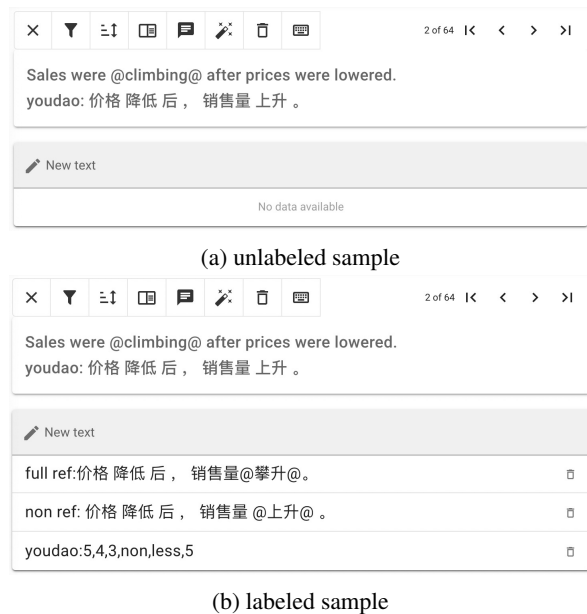 2 of 64
Sales were @climbing@ after prices were lowered.
youdao: 价格 降低 后 ， 销售量 上升 。
New text
No data available
(a) unlabeled sample
2 of 64
Sales were @climbing@ after prices were lowered.
youdao: 价格 降低 后 ， 销售量 上升 。
New text
full ref:价格 降低 后 ， 销售量@攀升@。
non ref: 价格 降低 后 ， 销售量 @上升@ 。
youdao:5,4,3,non,less,5
(b) labeled sample